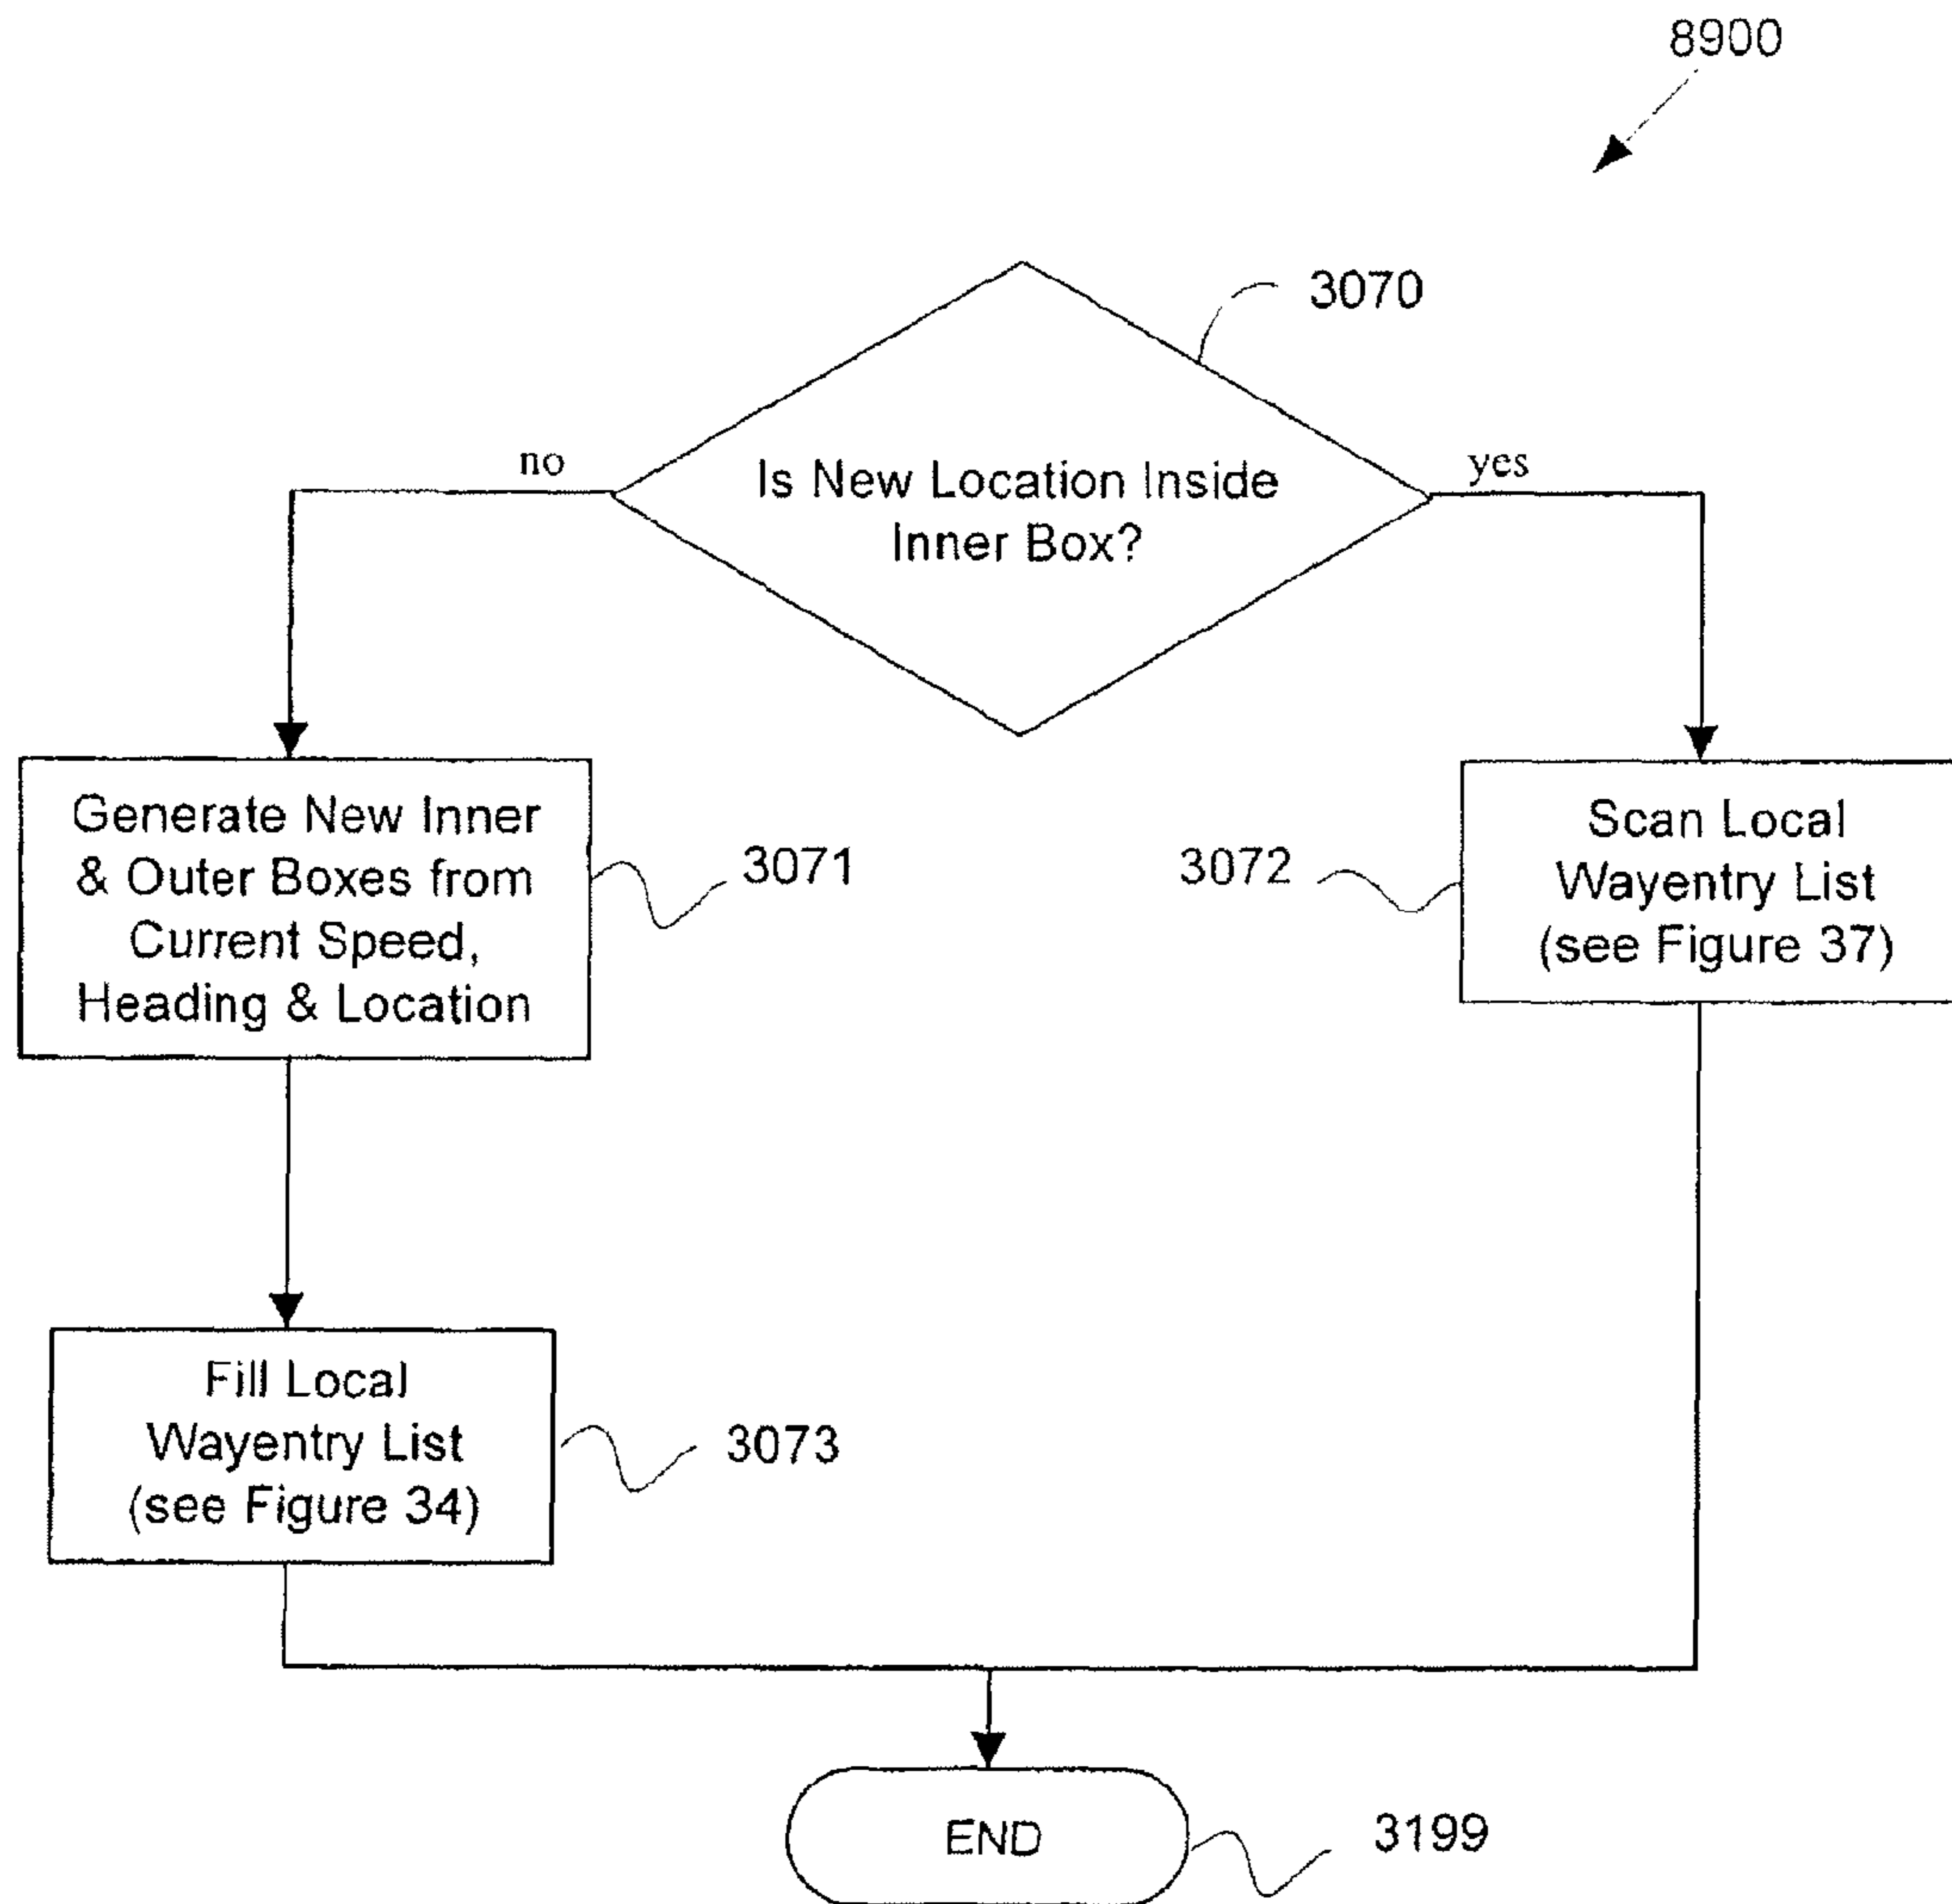 8900
3070
no
yes
Is New Location Inside
Inner Box?
Generate New Inner
& Outer Boxes from
Current Speed,
Heading & Location
3071
3072
Scan Local
Wayentry List
(see Figure 37)
Fill Local
Wayentry List
(see Figure 34)
3073
END
3199